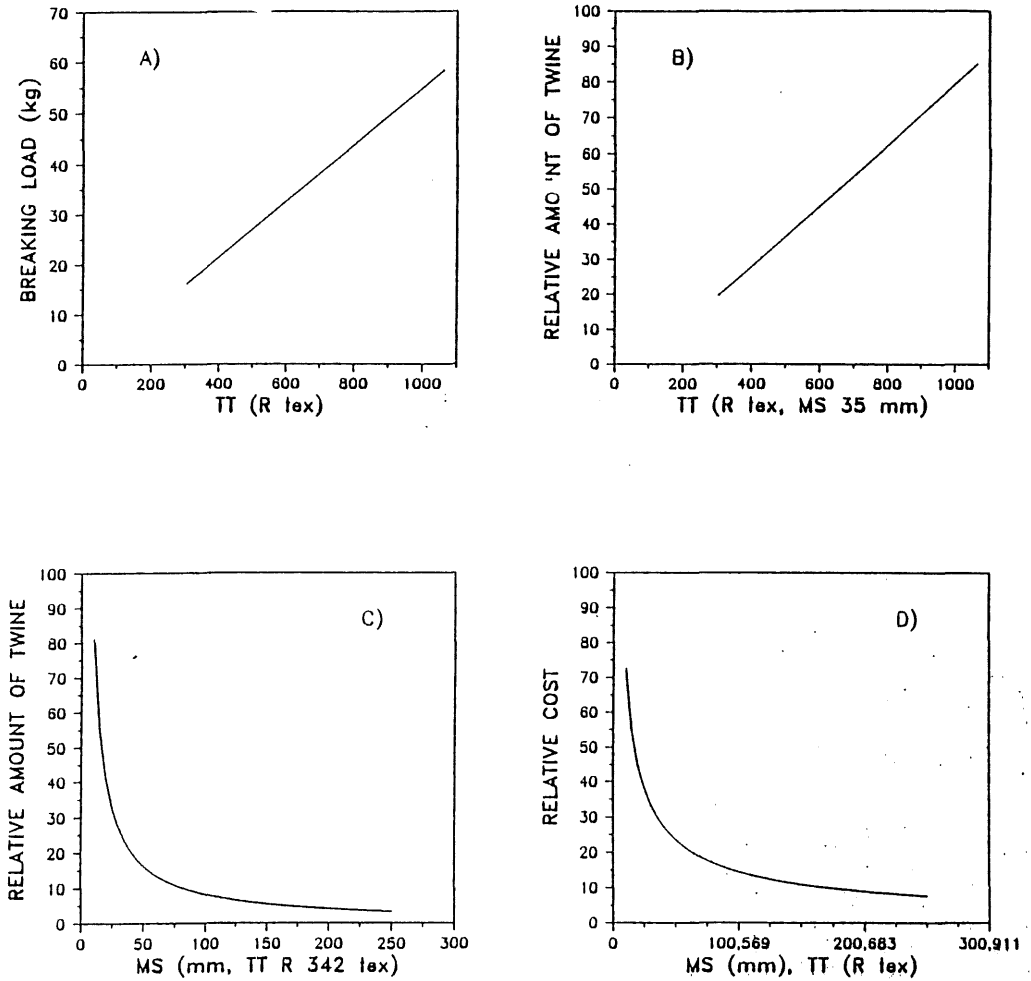 A)
BREAKING LOAD (kg)
70
60
50
40
30
20
10
0
0 200 400 600 800 1000
TT (R tex)
B)
RELATIVE AMO'NT OF TWINE
100
90
80
70
60
50
40
30
20
10
0
0 200 400 600 800 1000
TT (R tex, MS 35 mm)
C)
RELATIVE AMOUNT OF TWINE
100
90
80
70
60
50
40
30
20
10
0
0 50 100 150 200 250 300
MS (mm, TT R 342 tex)
D)
RELATIVE COST
100
90
80
70
60
50
40
30
20
10
0
0 100,569 200,683 300,911
MS (mm), TT (R tex)